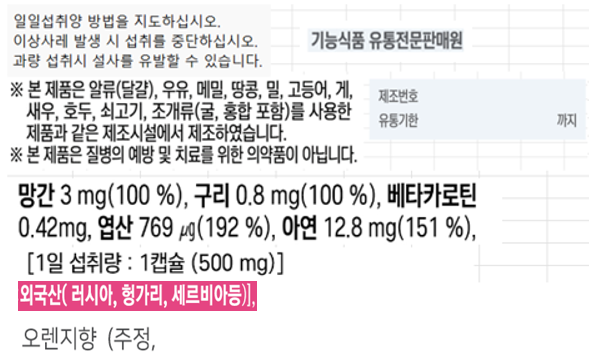 일일섭취양 방법을 지도하십시오.
이상사례 발생 시 섭취를 중단하십시오.
과량 섭취시 설사를 유발할 수 있습니다.
기능식품 유통전문판매원
※ 본 제품은 알류(달걀), 우유, 메밀, 땅콩, 밀, 고등어, 게,
새우, 호두, 쇠고기, 조개류(굴, 홍합 포함)를 사용한
제품과 같은 제조시설에서 제조하였습니다.
※ 본 제품은 질병의 예방 및 치료를 위한 의약품이 아닙니다.
제조번호
유통기한 까지
망간 3 mg(100 %), 구리 0.8 mg(100 %), 베타카로틴
0.42mg, 엽산 769 ㎍(192 %), 아연 12.8 mg(151 %),
[1일 섭취량 : 1캡슐 (500 mg)]
외국산( 러시아, 헝가리, 세르비아등)],
오렌지향 (주정,